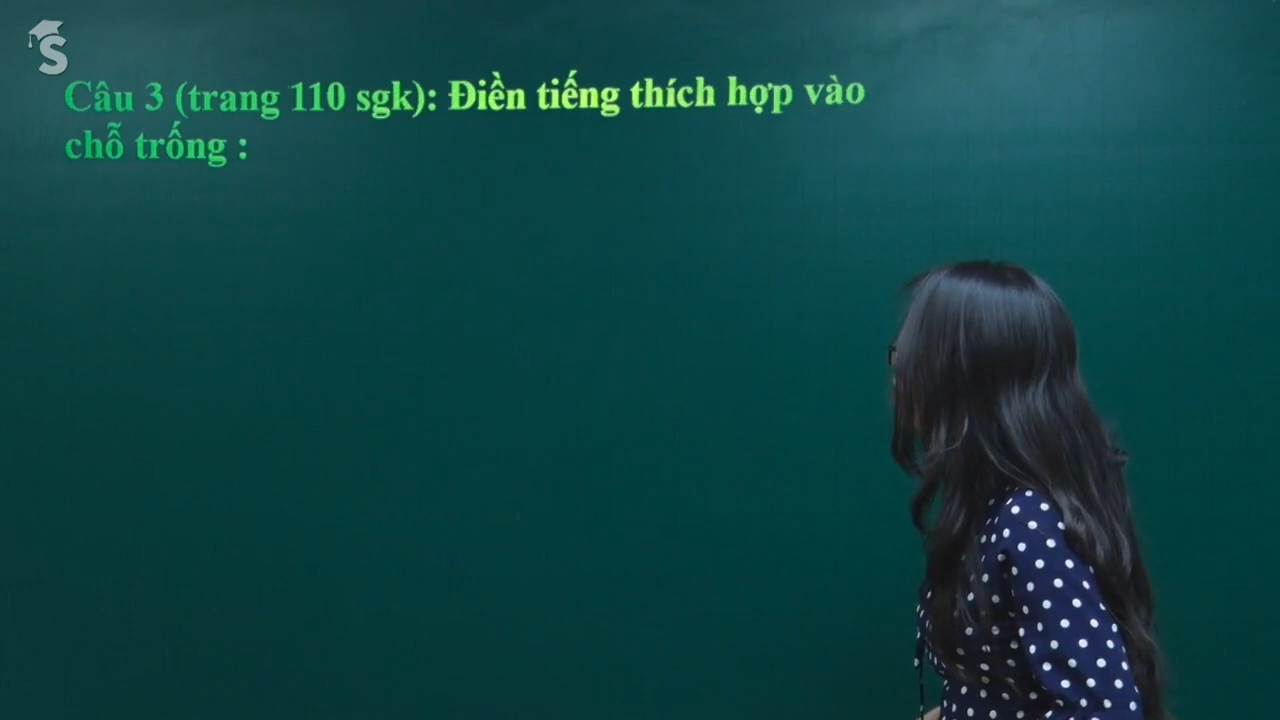 S
Câu 3 (trang 110 sgk): Điền tiếng thích hợp vào
chỗ trống :